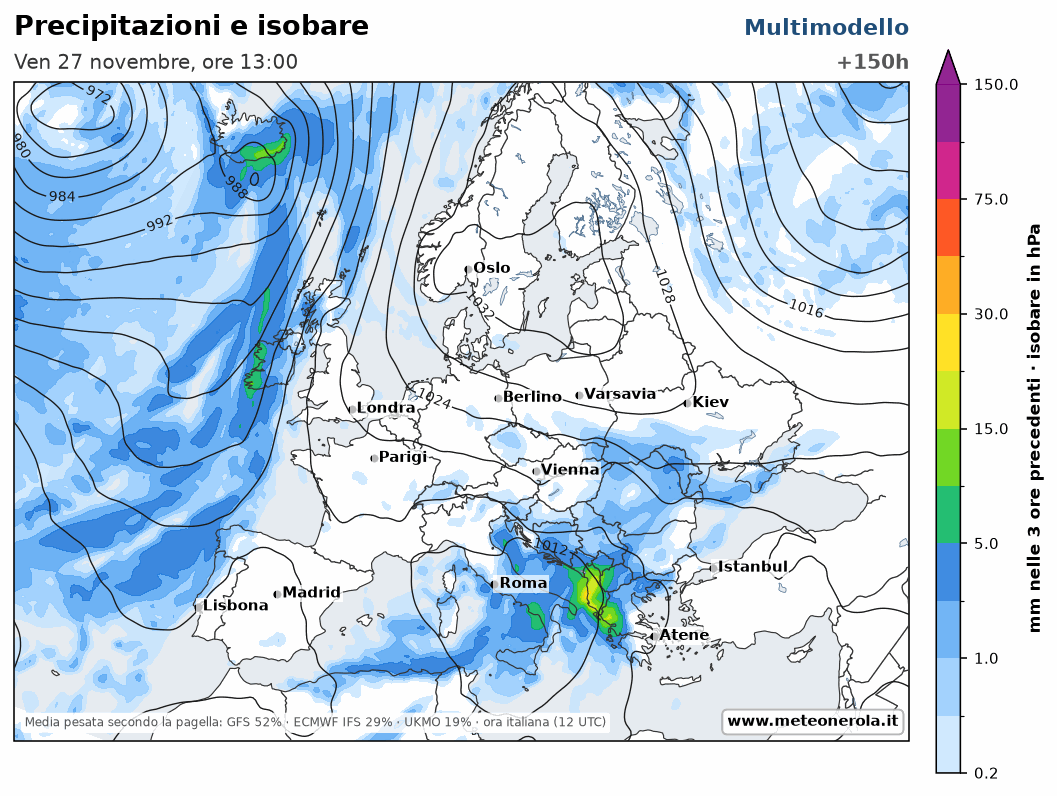 Precipitazioni e isobare
Multimodello
Ven 27 novembre, ore 13:00
+150h
972
980
984
988
992
1032
1028
1016
1024
1012
Oslo
Londra
Berlino
Varsavia
Kiev
Parigi
Vienna
Roma
Istanbul
Madrid
Lisbona
Atene
Media pesata secondo la pagella: GFS 52% · ECMWF IFS 29% · UKMO 19% · ora italiana (12 UTC)
www.meteonerola.it
150.0
75.0
30.0
15.0
5.0
1.0
0.2
mm nelle 3 ore precedenti · isobare in hPa